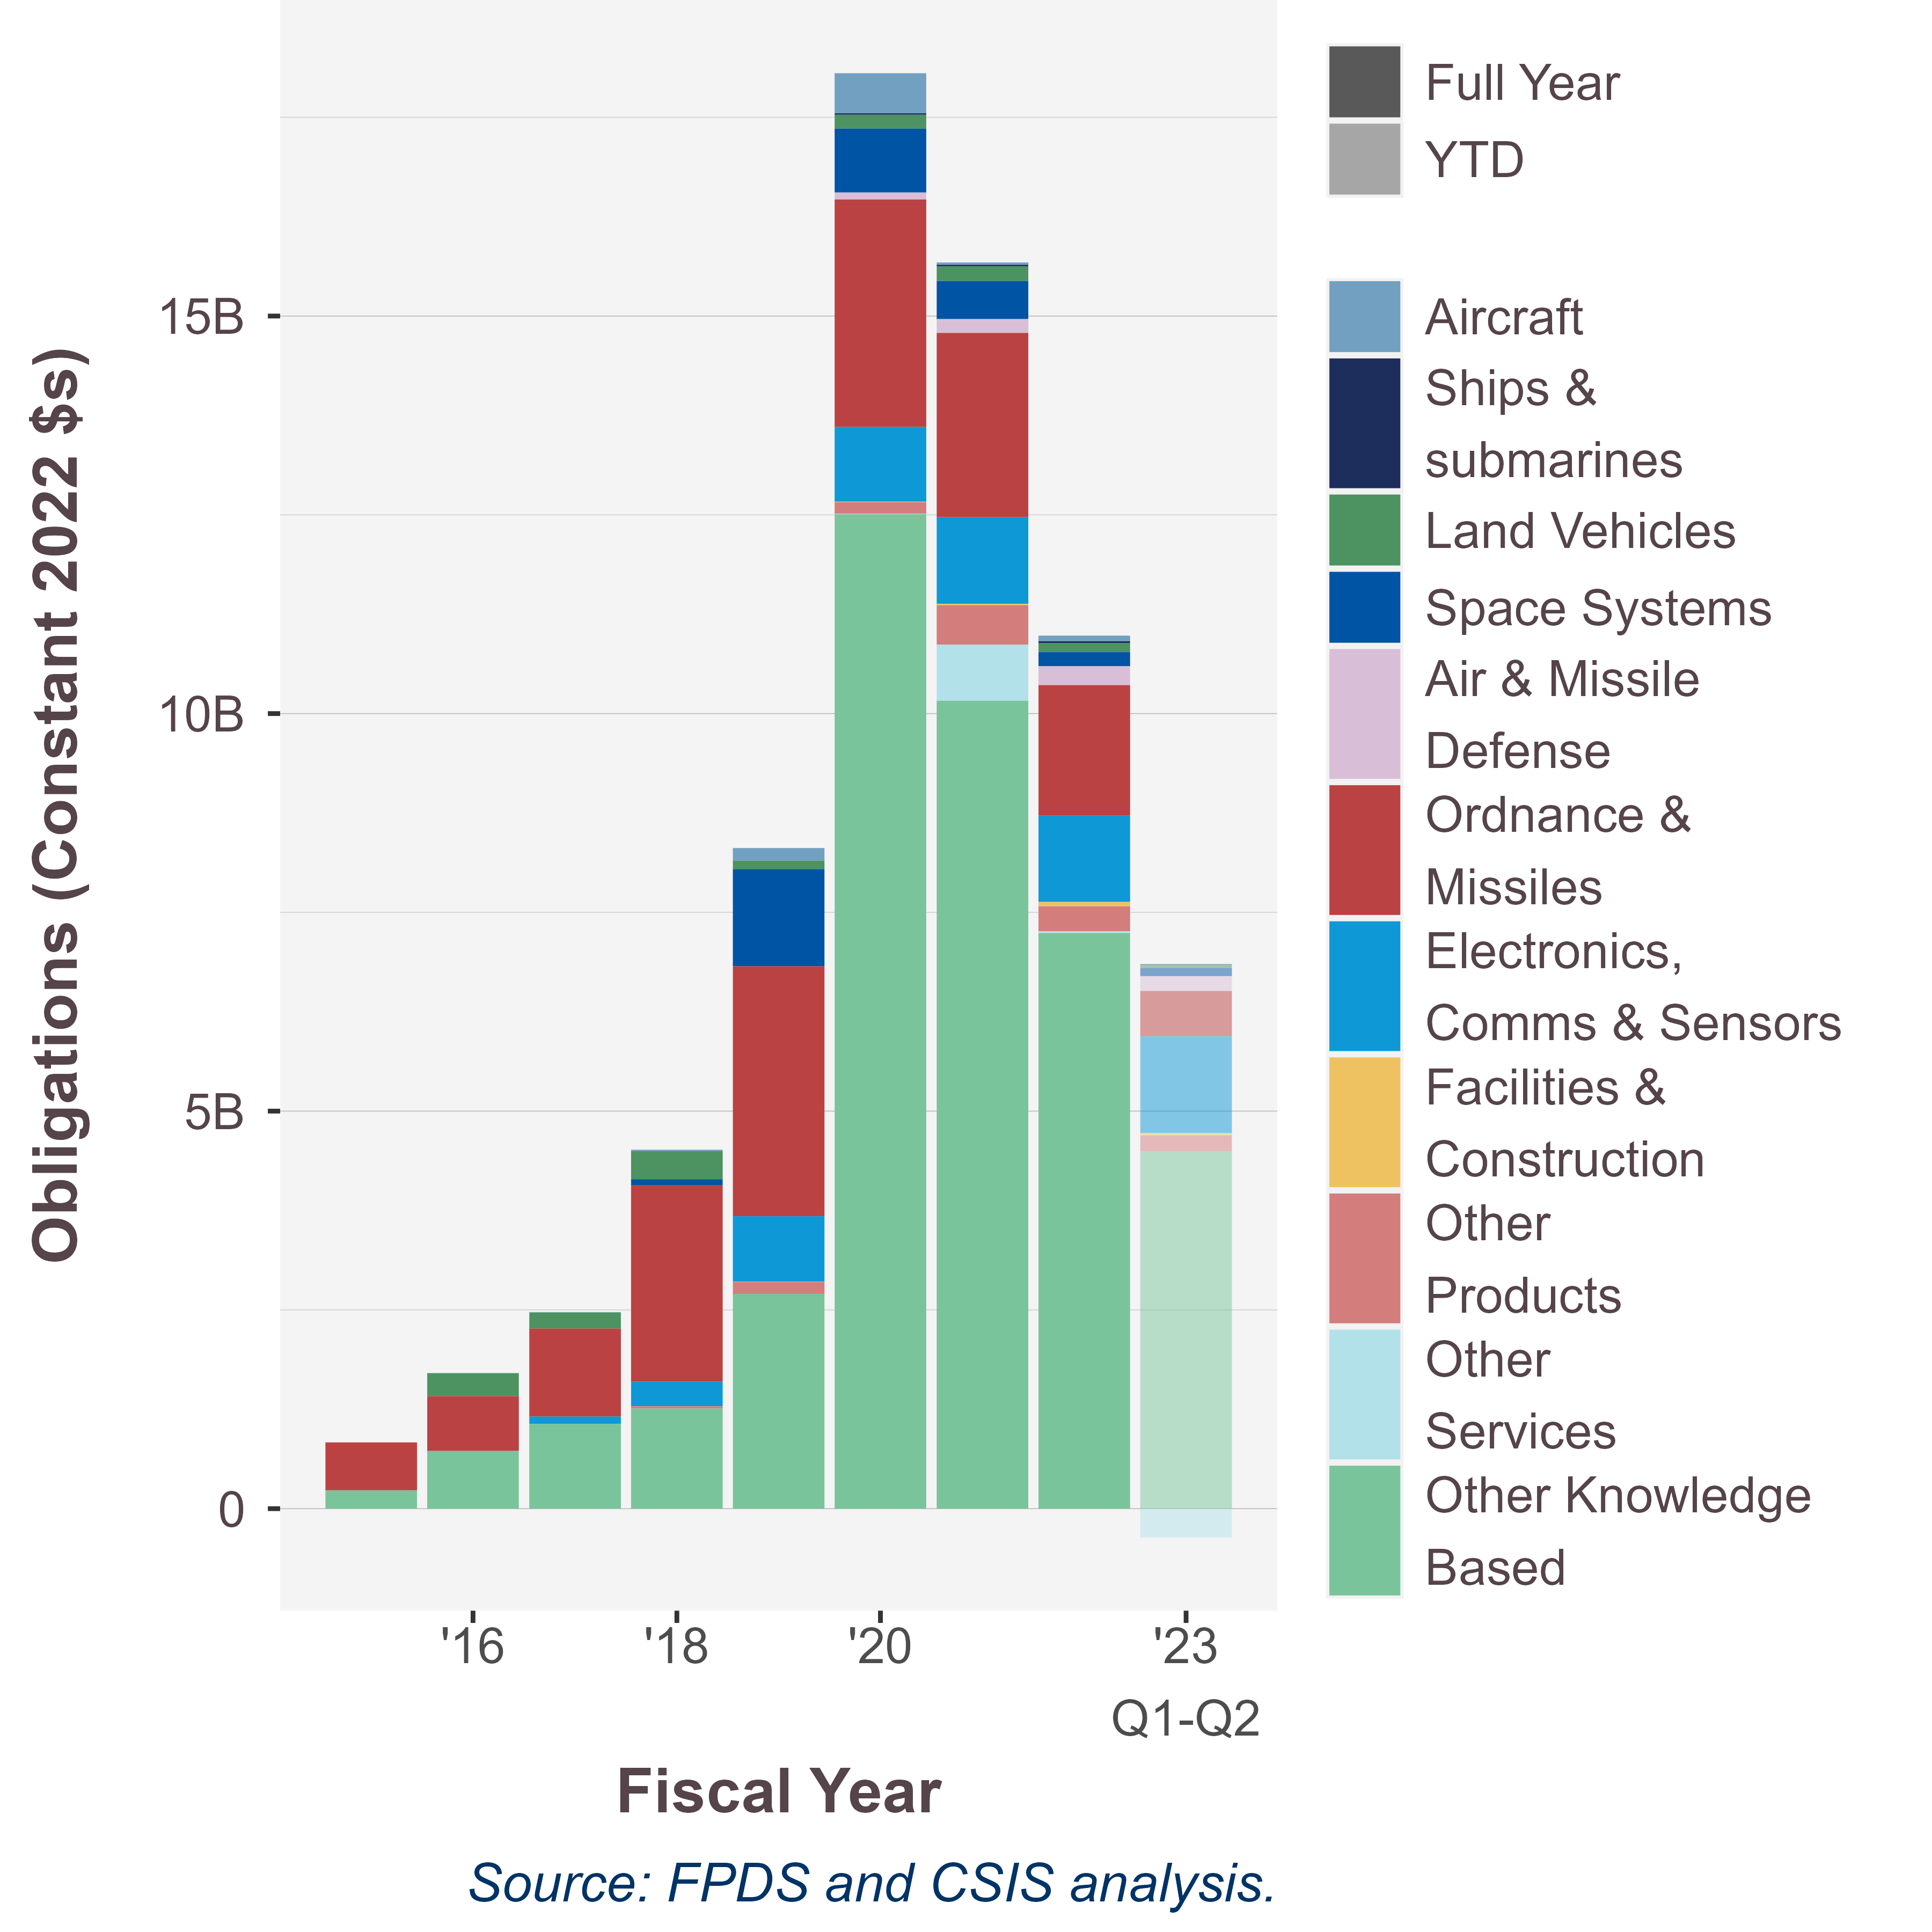 Obligations (Constant 2022 $s)
15B
10B
5B
0
'16
'18
'20
'23
Q1-Q2
Fiscal Year
Source: FPDS and CSIS analysis.
Full Year
YTD
Aircraft
Ships &
submarines
Land Vehicles
Space Systems
Air & Missile
Defense
Ordnance &
Missiles
Electronics,
Comms & Sensors
Facilities &
Construction
Other
Products
Other
Services
Other Knowledge
Based